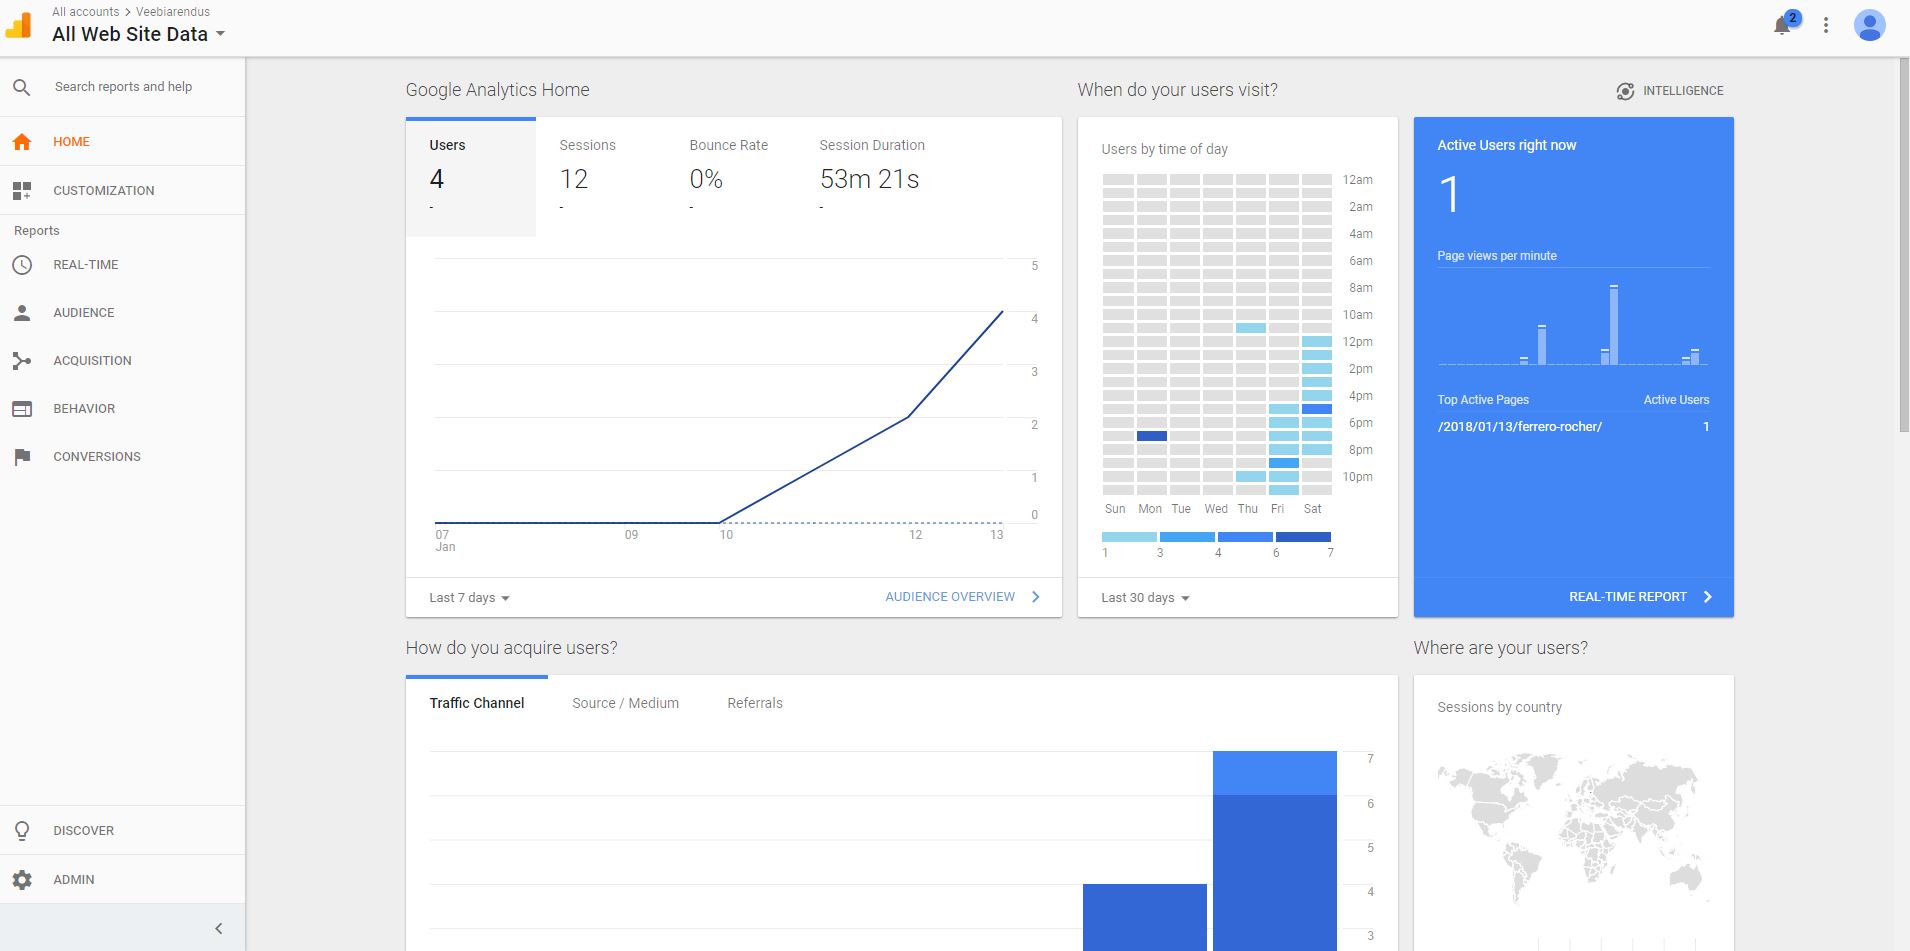 All accounts > Veebiarendus
All Web Site Data
2
Search reports and help
HOME
CUSTOMIZATION
Reports
REAL-TIME
AUDIENCE
ACQUISITION
BEHAVIOR
CONVERSIONS
DISCOVER
ADMIN
Google Analytics Home
Users
4
-
Sessions
12
-
Bounce Rate
0%
-
Session Duration
53m 21s
-
5
4
3
2
1
0
07 09 10 12 13
Jan
Last 7 days
AUDIENCE OVERVIEW
When do your users visit?
Users by time of day
12am
2am
4am
6am
8am
10am
12pm
2pm
4pm
6pm
8pm
10pm
Sun Mon Tue Wed Thu Fri Sat
1 3 4 6 7
Last 30 days
INTELLIGENCE
Active Users right now
1
Page views per minute
Top Active Pages Active Users
/2018/01/13/ferrero-rocher/ 1
REAL-TIME REPORT
How do you acquire users?
Traffic Channel Source / Medium Referrals
7
6
5
4
3
Where are your users?
Sessions by country